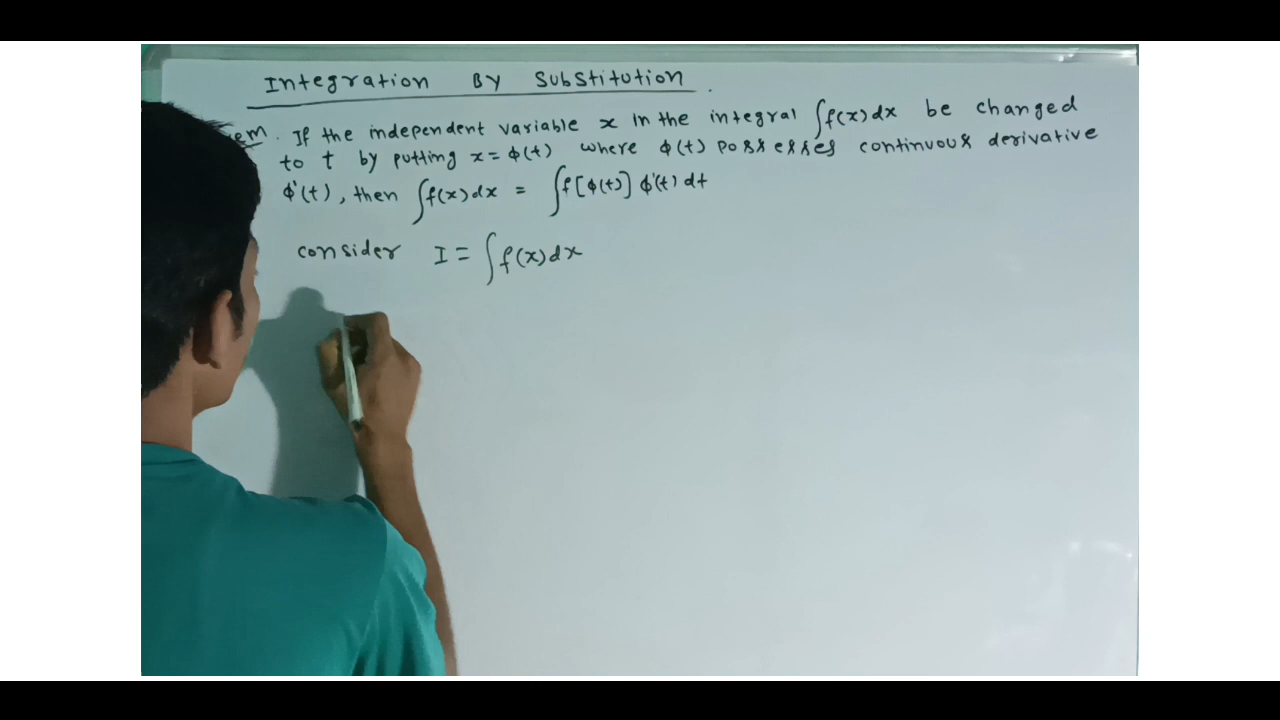 Integration By Substitution.
. If the independent variable x in the integral ∫f(x)dx be changed
to t by putting x=ϕ(t) where ϕ(t) possesses continuous derivative
ϕ'(t), then ∫f(x)dx = ∫f[ϕ(t)] ϕ'(t) dt
consider I = ∫f(x)dx